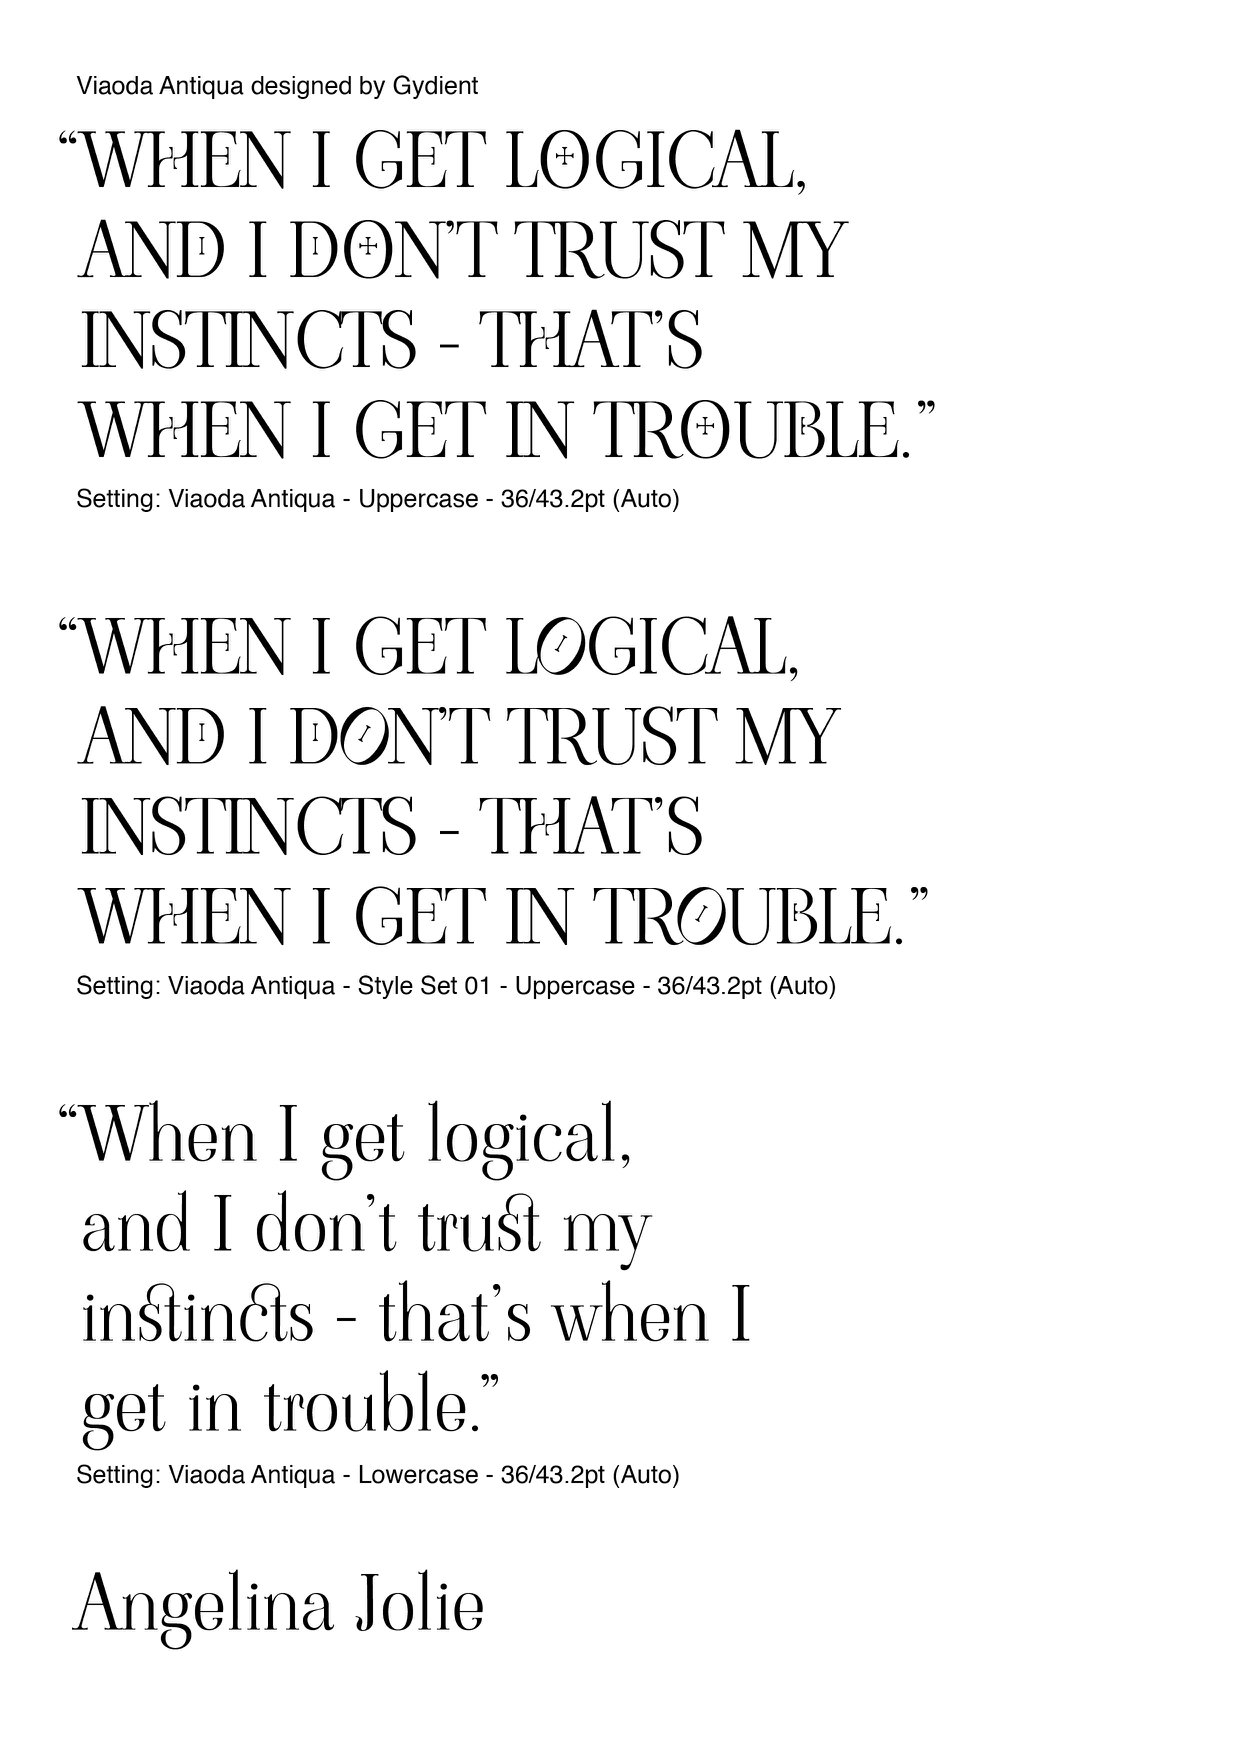 Viaoda Antiqua designed by Gydient
“WHEN I GET LOGICAL,
AND I DON’T TRUST MY
INSTINCTS - THAT’S
WHEN I GET IN TROUBLE.”
Setting: Viaoda Antiqua - Uppercase - 36/43.2pt (Auto)
“WHEN I GET LOGICAL,
AND I DON’T TRUST MY
INSTINCTS - THAT’S
WHEN I GET IN TROUBLE.”
Setting: Viaoda Antiqua - Style Set 01 - Uppercase - 36/43.2pt (Auto)
“When I get logical,
and I don’t trust my
instincts - that’s when I
get in trouble.”
Setting: Viaoda Antiqua - Lowercase - 36/43.2pt (Auto)
Angelina Jolie